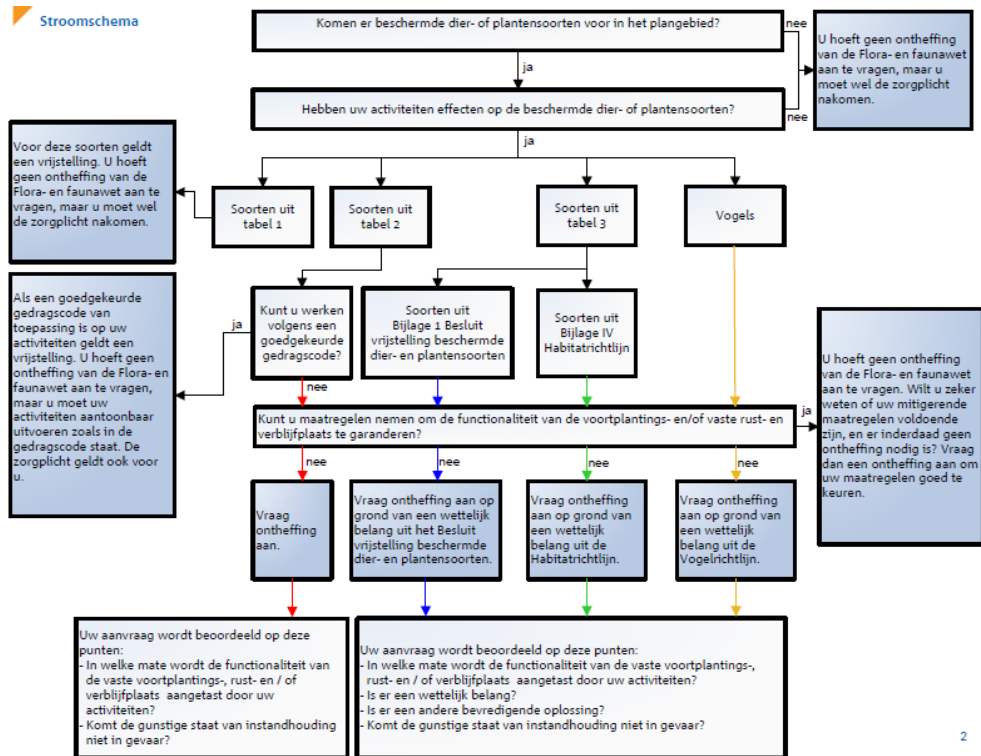 Stroomschema
Komen er beschermde dier- of plantensoorten voor in het plangebied?
nee
U hoeft geen ontheffing
van de Flora- en faunawet
aan te vragen, maar u
moet wel de zorgplicht
nakomen.
ja
Hebben uw activiteiten effecten op de beschermde dier- of plantensoorten?
nee
ja
Voor deze soorten geldt
een vrijstelling. U hoeft
geen ontheffing van de
Flora- en faunawet aan te
vragen, maar u moet wel
de zorgplicht nakomen.
Soorten uit
tabel 1
Soorten uit
tabel 2
Soorten uit
tabel 3
Vogels
Als een goedgekeurde
gedragscode van
toepassing is op uw
activiteiten geldt een
vrijstelling. U hoeft geen
ontheffing van de Flora- en
faunawet aan te vragen,
maar u moet uw
activiteiten aantoonbaar
uitvoeren zoals in de
gedragscode staat. De
zorgplicht geldt ook voor
u.
ja
Kunt u werken
volgens een
goedgekeurde
gedragscode?
Soorten uit
Bijlage 1 Besluit
vrijstelling beschermde
dier- en plantensoorten
Soorten uit
Bijlage IV
Habitatrichtlijn
nee
Kunt u maatregelen nemen om de functionaliteit van de voortplantings- en/of vaste rust- en
verblijfplaats te garanderen?
ja
U hoeft geen ontheffing
van de Flora- en faunawet
aan te vragen. Wilt u zeker
weten of uw mitigerende
maatregelen voldoende
zijn, en er inderdaad geen
ontheffing nodig is? Vraag
dan een ontheffing aan om
uw maatregelen goed te
keuren.
nee
nee
nee
nee
Vraag
ontheffing
aan.
Vraag ontheffing aan op
grond van een wettelijk
belang uit het Besluit
vrijstelling beschermde
dier- en plantensoorten.
Vraag ontheffing
aan op grond van
een wettelijk
belang uit de
Habitatrichtlijn.
Vraag ontheffing
aan op grond van
een wettelijk
belang uit de
Vogelrichtlijn.
Uw aanvraag wordt beoordeeld op deze
punten:
- In welke mate wordt de functionaliteit van
de vaste voortplantings-, rust- en / of
verblijfplaats aangetast door uw
activiteiten?
- Komt de gunstige staat van instandhouding
niet in gevaar?
Uw aanvraag wordt beoordeeld op deze punten:
- In welke mate wordt de functionaliteit van de vaste voortplantings-,
rust- en / of verblijfplaats aangetast door uw activiteiten?
- Is er een wettelijk belang?
- Is er een andere bevredigende oplossing?
- Komt de gunstige staat van instandhouding niet in gevaar?
2